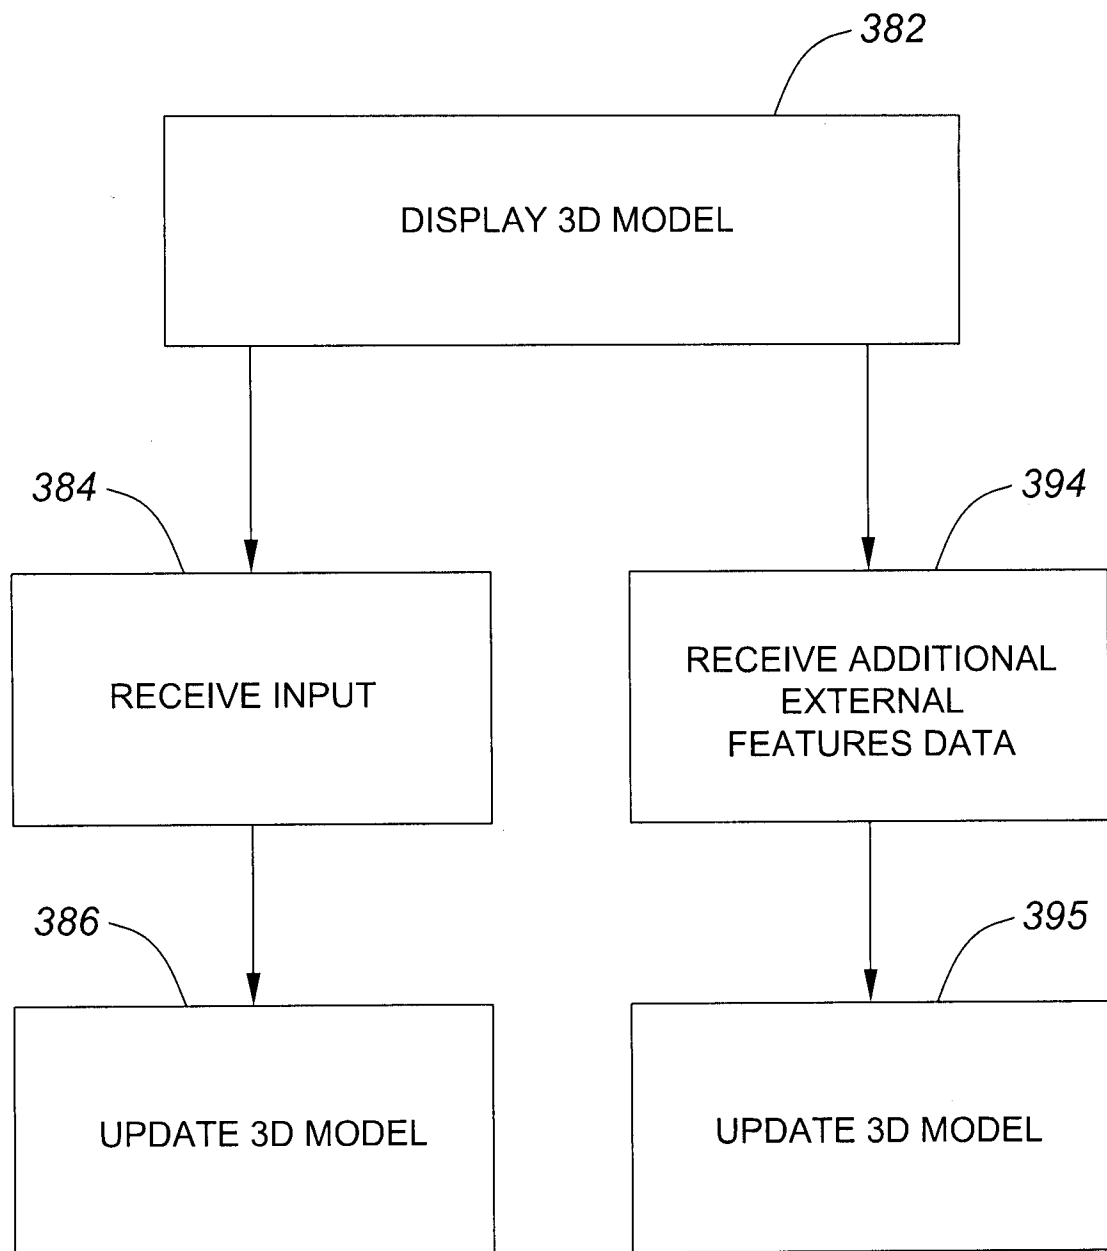 382
DISPLAY 3D MODEL
384
394
RECEIVE INPUT
RECEIVE ADDITIONAL
EXTERNAL
FEATURES DATA
386
395
UPDATE 3D MODEL
UPDATE 3D MODEL